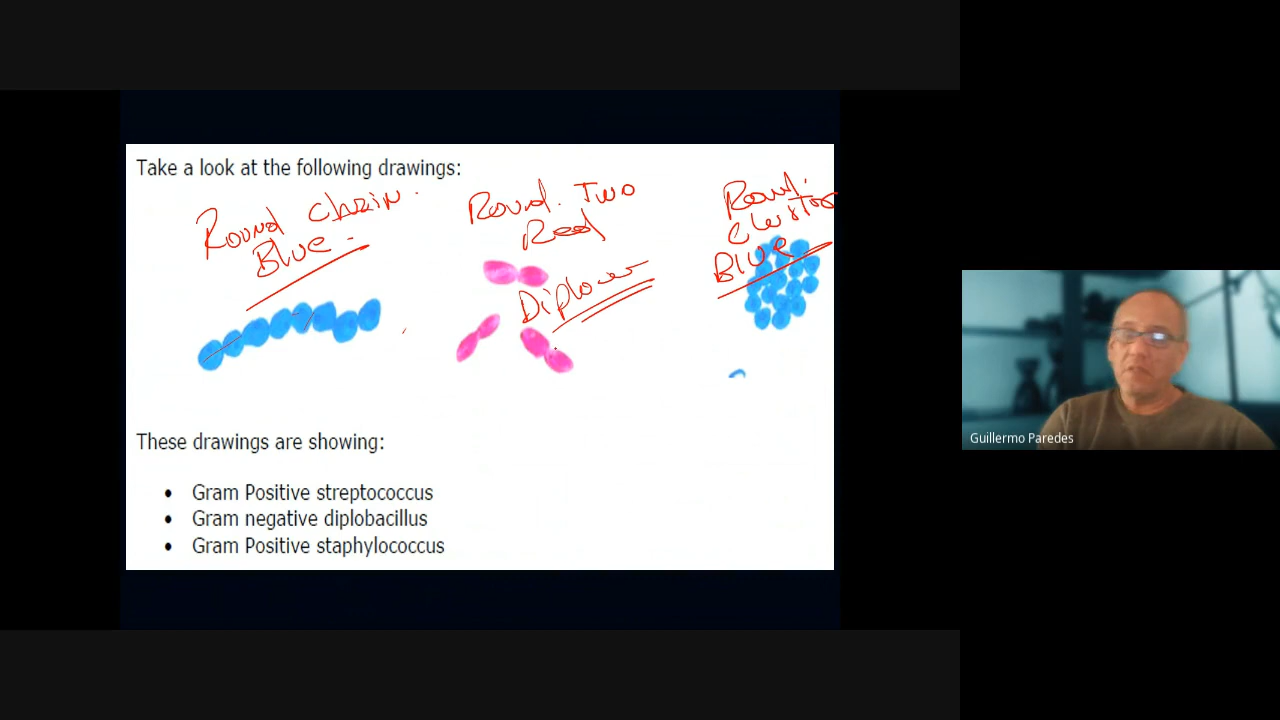 Take a look at the following drawings:
Round Chain.
Blue.
Round. Two
Red
Round.
Cluster
Blue
These drawings are showing:
• Gram Positive streptococcus
• Gram negative diplobacillus
• Gram Positive staphylococcus
Guillermo Paredes